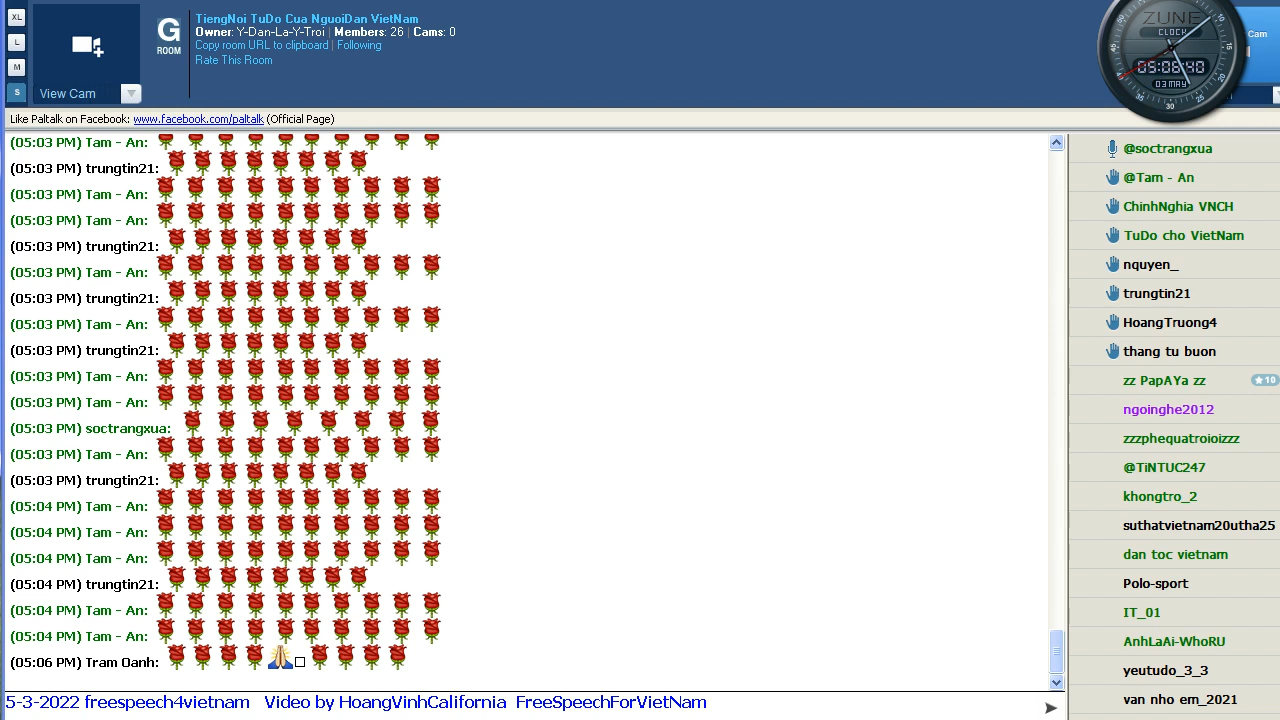 XL
L
M
S
View Cam
G
ROOM
TiengNoi TuDo Cua NguoiDan VietNam
Owner: Y-Dan-La-Y-Troi | Members: 26 | Cams: 0
Copy room URL to clipboard | Following
Rate This Room
ZUNE
CLOCK
05:06:40
03 MAY
Cam
Like Paltalk on Facebook: www.facebook.com/paltalk (Official Page)
(05:03 PM) Tam - An:
(05:03 PM) trungtin21:
(05:03 PM) Tam - An:
(05:03 PM) Tam - An:
(05:03 PM) trungtin21:
(05:03 PM) Tam - An:
(05:03 PM) trungtin21:
(05:03 PM) Tam - An:
(05:03 PM) trungtin21:
(05:03 PM) Tam - An:
(05:03 PM) Tam - An:
(05:03 PM) soctrangxua:
(05:03 PM) Tam - An:
(05:03 PM) trungtin21:
(05:04 PM) Tam - An:
(05:04 PM) Tam - An:
(05:04 PM) Tam - An:
(05:04 PM) trungtin21:
(05:04 PM) Tam - An:
(05:04 PM) Tam - An:
(05:06 PM) Tram Oanh:
@soctrangxua
@Tam - An
ChinhNghia VNCH
TuDo cho VietNam
nquyen_
trungtin21
HoangTruong4
thang tu buon
zz PapAYa zz
10
ngoinghe2012
zzzphequatroioizzz
@TiNTUC247
khongtro_2
suthatvietnam20utha25
dan toc vietnam
Polo-sport
IT_01
AnhLaAi-WhoRU
yeutudo_3_3
van nho em_2021
5-3-2022 freespeech4vietnam Video by HoangVinhCalifornia FreeSpeechForVietNam